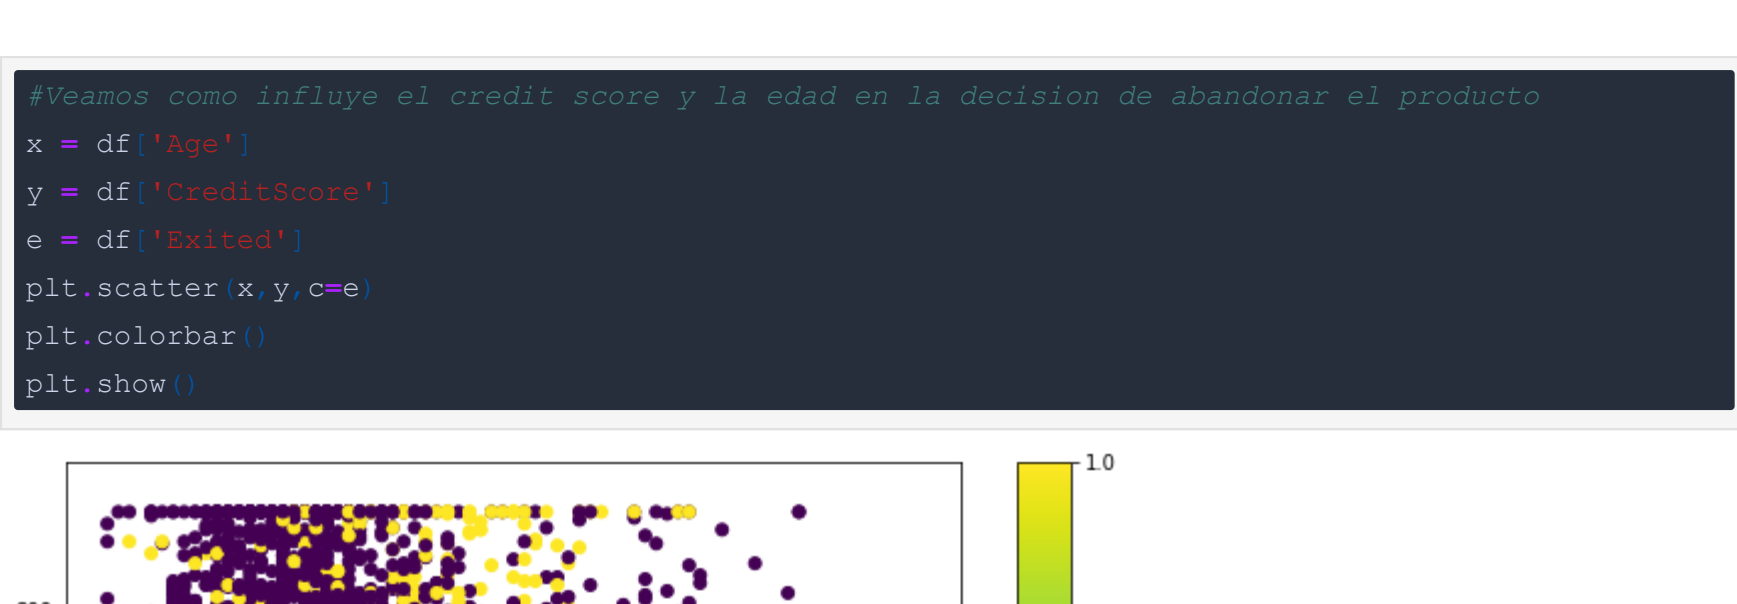 #Veamos como influye el credit score y la edad en la decision de abandonar el producto
x = df['Age']
y = df['CreditScore']
e = df['Exited']
plt.scatter(x,y,c=e)
plt.colorbar()
plt.show()
1.0